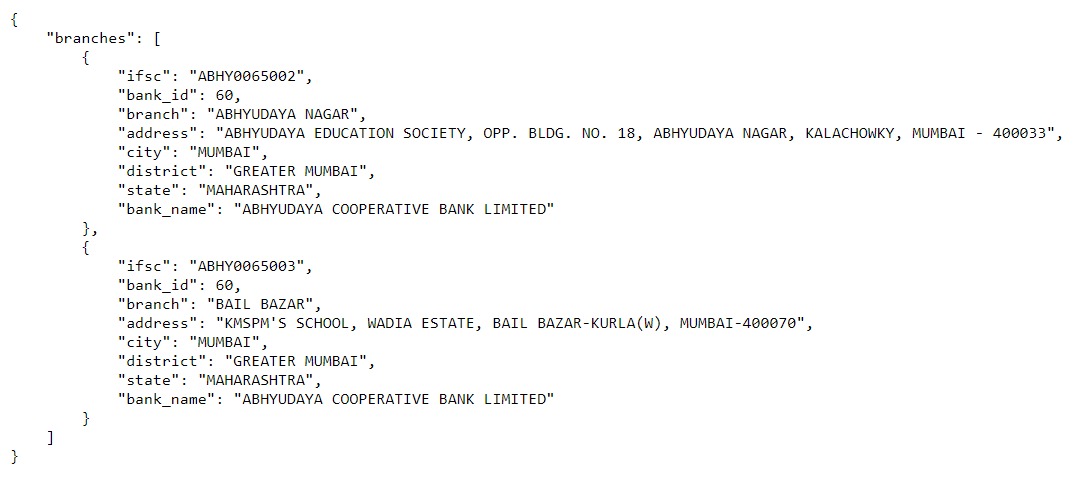 {
    "branches": [
        {
            "ifsc": "ABHY0065002",
            "bank_id": 60,
            "branch": "ABHYUDAYA NAGAR",
            "address": "ABHYUDAYA EDUCATION SOCIETY, OPP. BLDG. NO. 18, ABHYUDAYA NAGAR, KALACHOWKY, MUMBAI - 400033",
            "city": "MUMBAI",
            "district": "GREATER MUMBAI",
            "state": "MAHARASHTRA",
            "bank_name": "ABHYUDAYA COOPERATIVE BANK LIMITED"
        },
        {
            "ifsc": "ABHY0065003",
            "bank_id": 60,
            "branch": "BAIL BAZAR",
            "address": "KMSPM'S SCHOOL, WADIA ESTATE, BAIL BAZAR-KURLA(W), MUMBAI-400070",
            "city": "MUMBAI",
            "district": "GREATER MUMBAI",
            "state": "MAHARASHTRA",
            "bank_name": "ABHYUDAYA COOPERATIVE BANK LIMITED"
        }
    ]
}